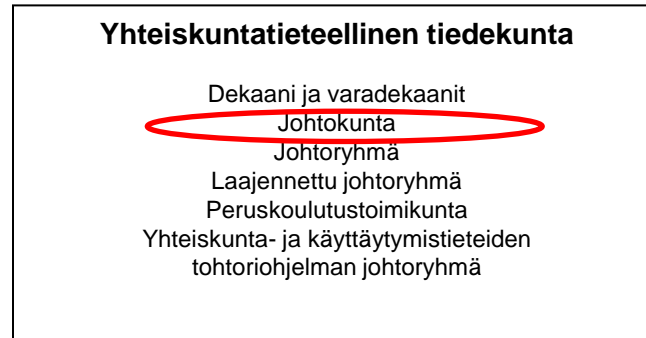 Yhteiskuntatieteellinen tiedekunta
Dekaani ja varadekaanit
Johtokunta
Johtoryhmä
Laajennettu johtoryhmä
Peruskoulutustoimikunta
Yhteiskunta- ja käyttäytymistieteiden
tohtoriohjelman johtoryhmä